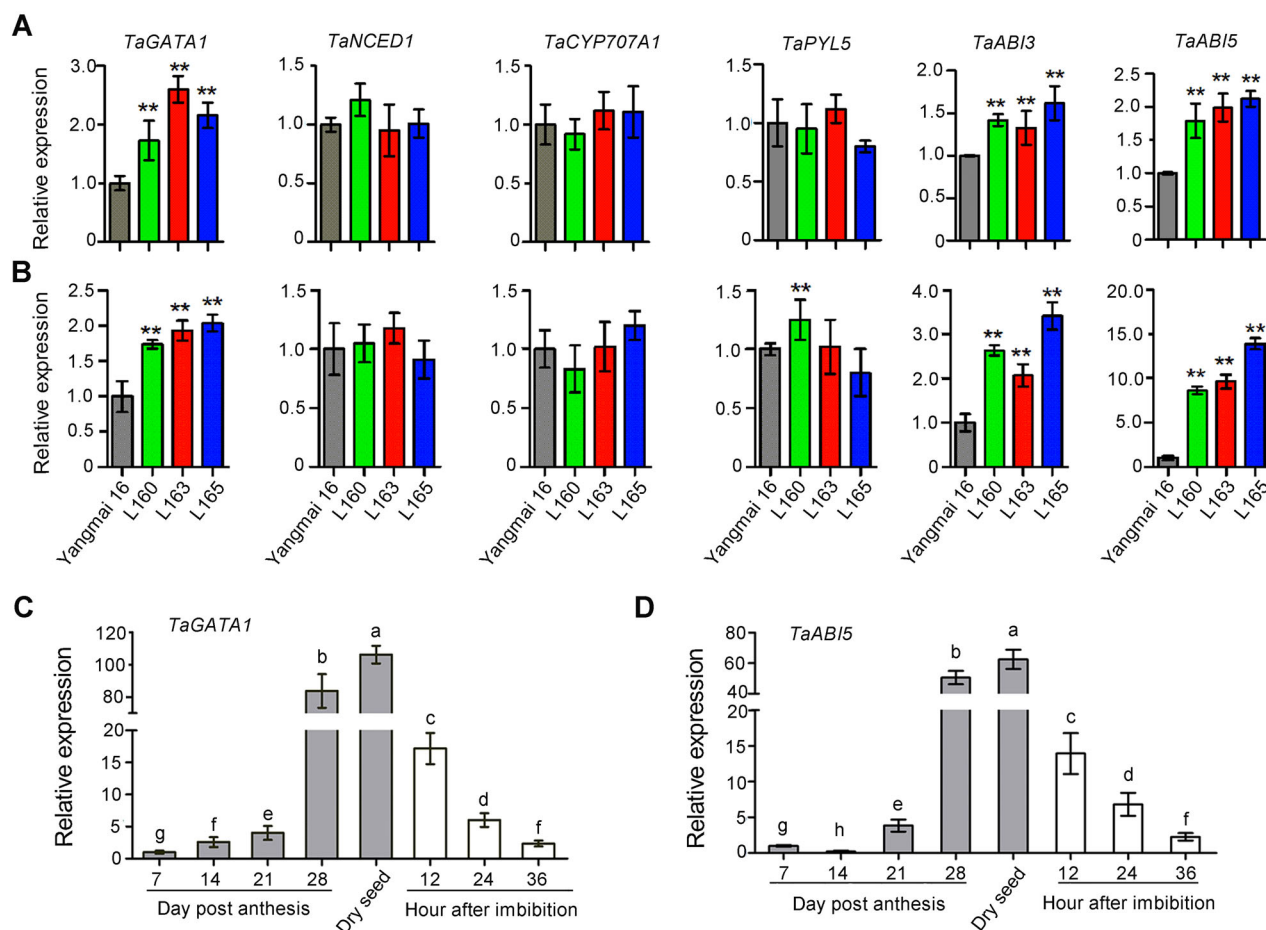 A
TaGATA1 TaNCED1 TaCYP707A1 TaPYL5 TaABI3 TaABI5
Relative expression
3.0 1.5 1.5 1.5 2.0 2.5
2.0 1.0 1.0 1.0 1.5 2.0
1.0 0.5 0.5 0.5 1.0 1.5
0 0 0 0 0.5 1.0
0 0.5
0
** ** **
** ** **
** ** **
B
Relative expression
2.5 1.5 1.5 1.5 4.0 20.0
2.0 1.0 1.0 1.0 3.0 15.0
1.5 0.5 0.5 0.5 2.0 10.0
1.0 0 0 0 1.0 5.0
0.5 0 0
0
** ** **
**
** ** **
** ** **
Yangmai 16 L160 L163 L165
Yangmai 16 L160 L163 L165
Yangmai 16 L160 L163 L165
Yangmai 16 L160 L163 L165
Yangmai 16 L160 L163 L165
Yangmai 16 L160 L163 L165
C
TaGATA1
Relative expression
120
100
80
20
15
10
5
0
g f e b a c d f
7 14 21 28 Dry seed 12 24 36
Day post anthesis
Hour after imbibition
D
TaABI5
Relative expression
80
60
40
20
15
10
5
0
g h e b a c d f
7 14 21 28 Dry seed 12 24 36
Day post anthesis
Hour after imbibition